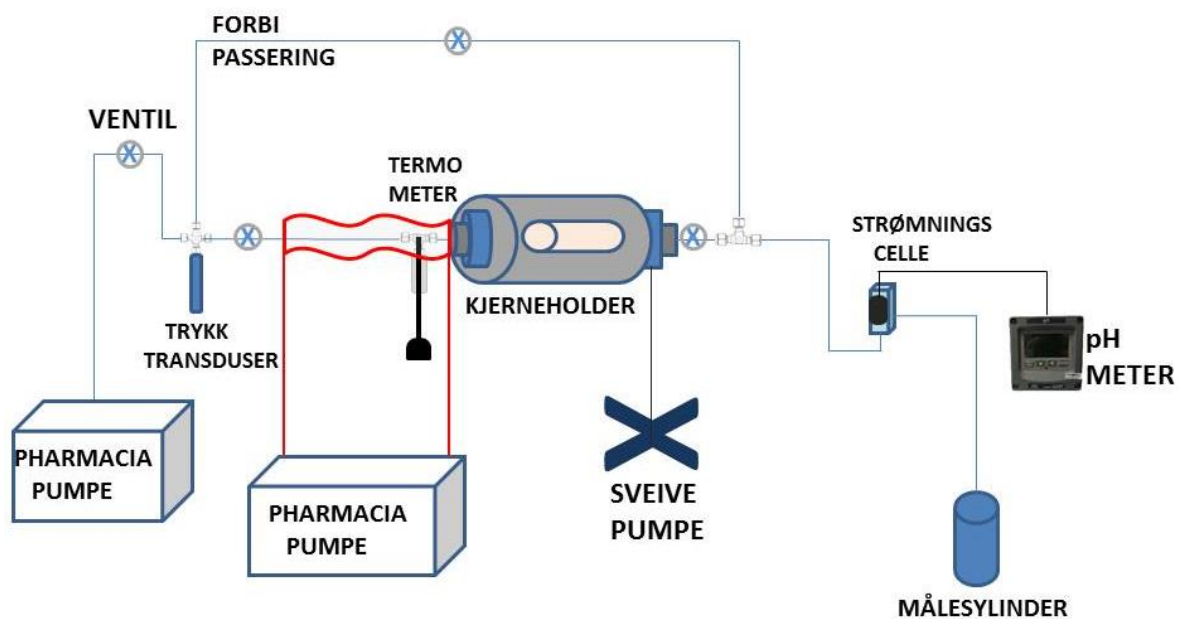 FORBI
PASSERING
VENTIL
TERMO
METER
STRØMNINGS
CELLE
KJERNEHOLDER
TRYKK
TRANSDUSER
pH
METER
PHARMACIA
PUMPE
PHARMACIA
PUMPE
SVEIVE
PUMPE
MÅLESYLINDER